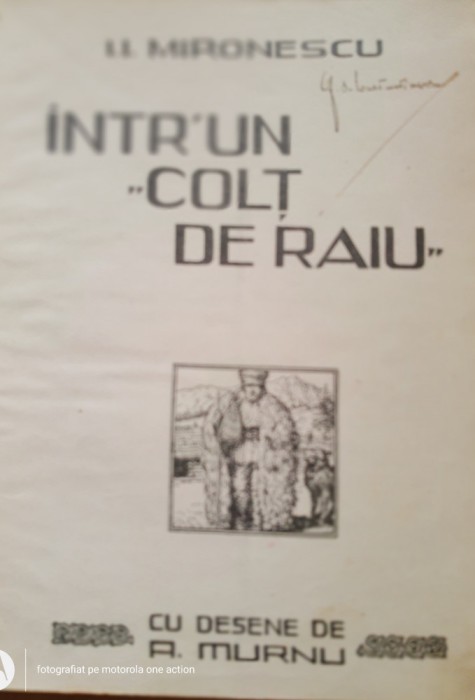 I.I. MIRONESCU
ÎNTR'UN
„COLȚ
DE RAIU”
CU DESENE DE
A. MURNU
fotografiat pe motorola one action